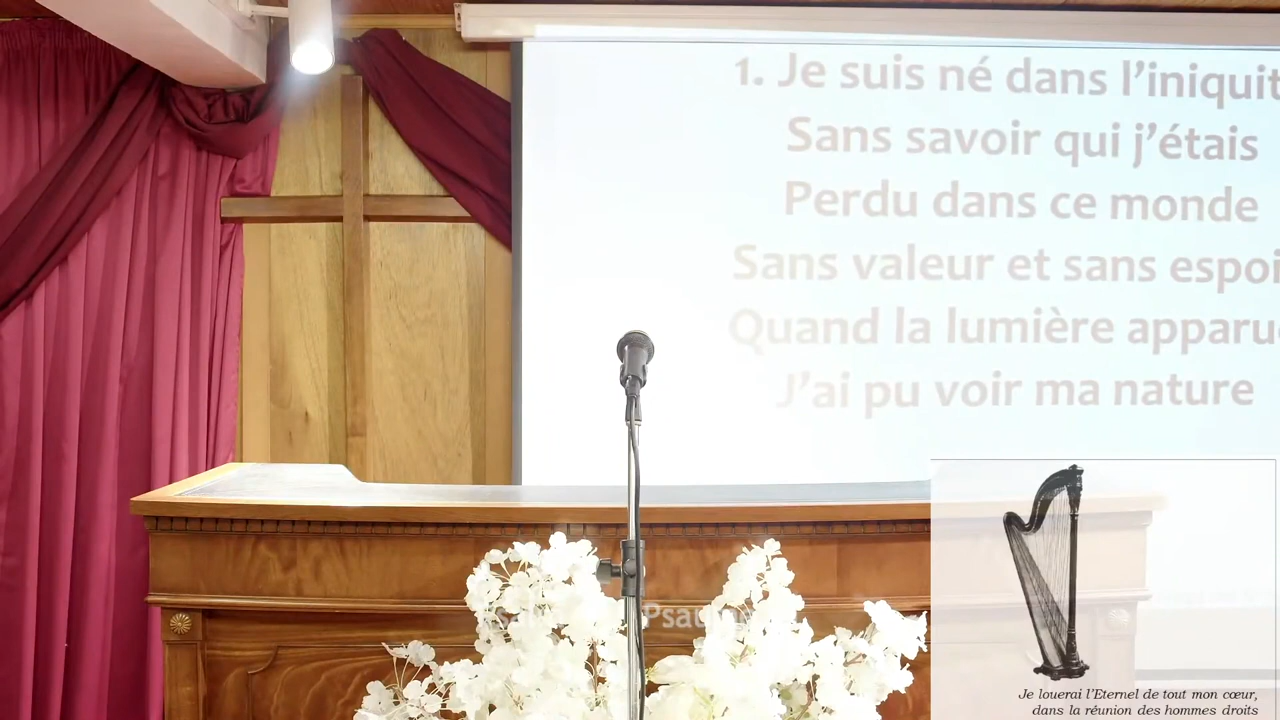 1. Je suis né dans l'iniquit
Sans savoir qui j'étais
Perdu dans ce monde
Sans valeur et sans espoi
Quand la lumière apparu
J'ai pu voir ma nature
Je louerai l'Eternel de tout mon cœur,
dans la réunion des hommes droits